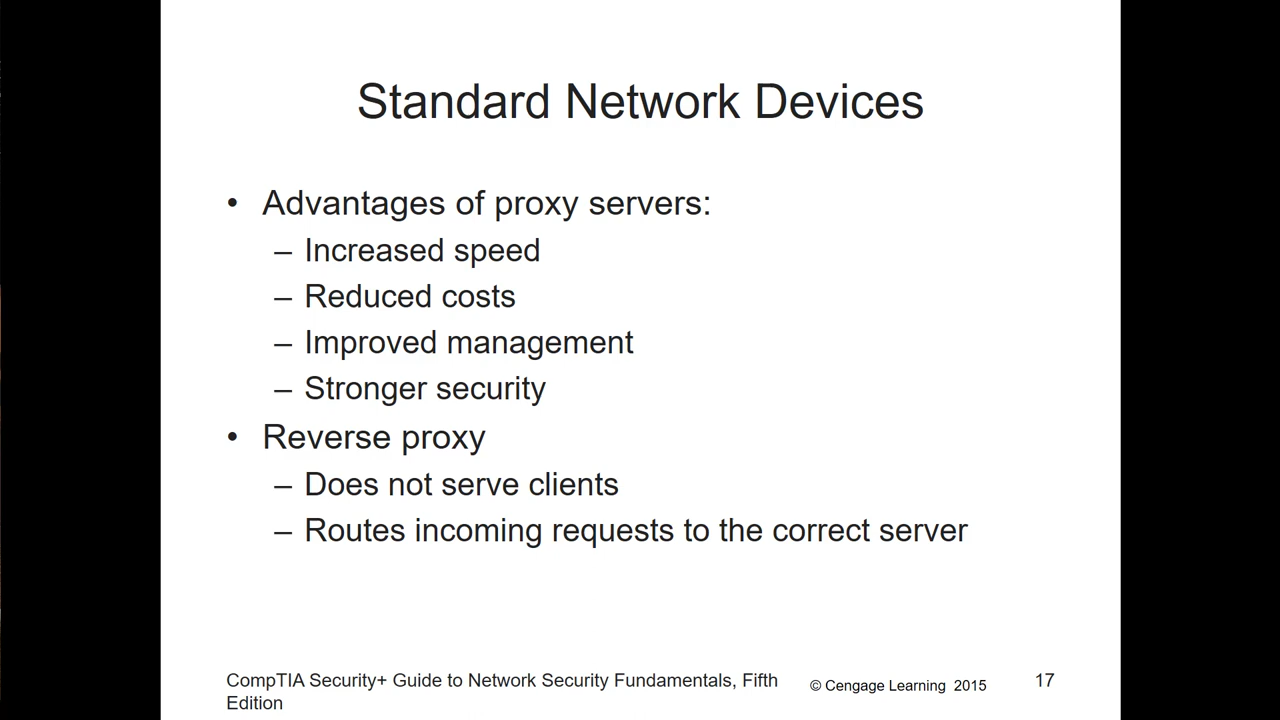 Standard Network Devices
• Advantages of proxy servers:
– Increased speed
– Reduced costs
– Improved management
– Stronger security
• Reverse proxy
– Does not serve clients
– Routes incoming requests to the correct server
CompTIA Security+ Guide to Network Security Fundamentals, Fifth
Edition
© Cengage Learning 2015
17